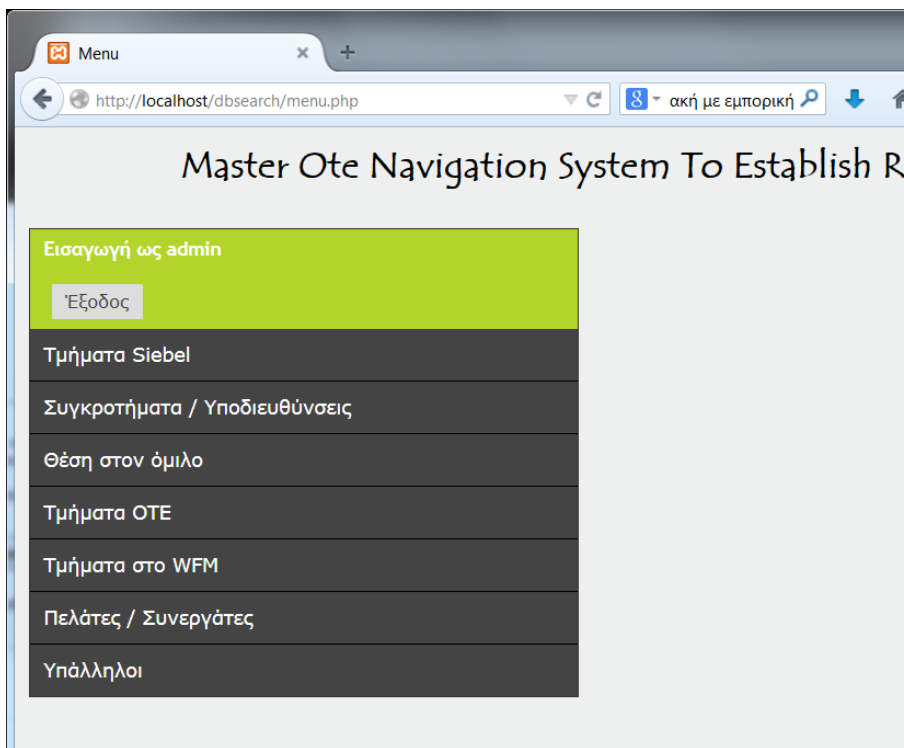 Menu
http://localhost/dbsearch/menu.php
ακή με εμπορική
Master Ote Navigation System To Establish R
Εισαγωγή ως admin
Έξοδος
Τμήματα Siebel
Συγκροτήματα / Υποδιευθύνσεις
Θέση στον όμιλο
Τμήματα ΟΤΕ
Τμήματα στο WFM
Πελάτες / Συνεργάτες
Υπάλληλοι